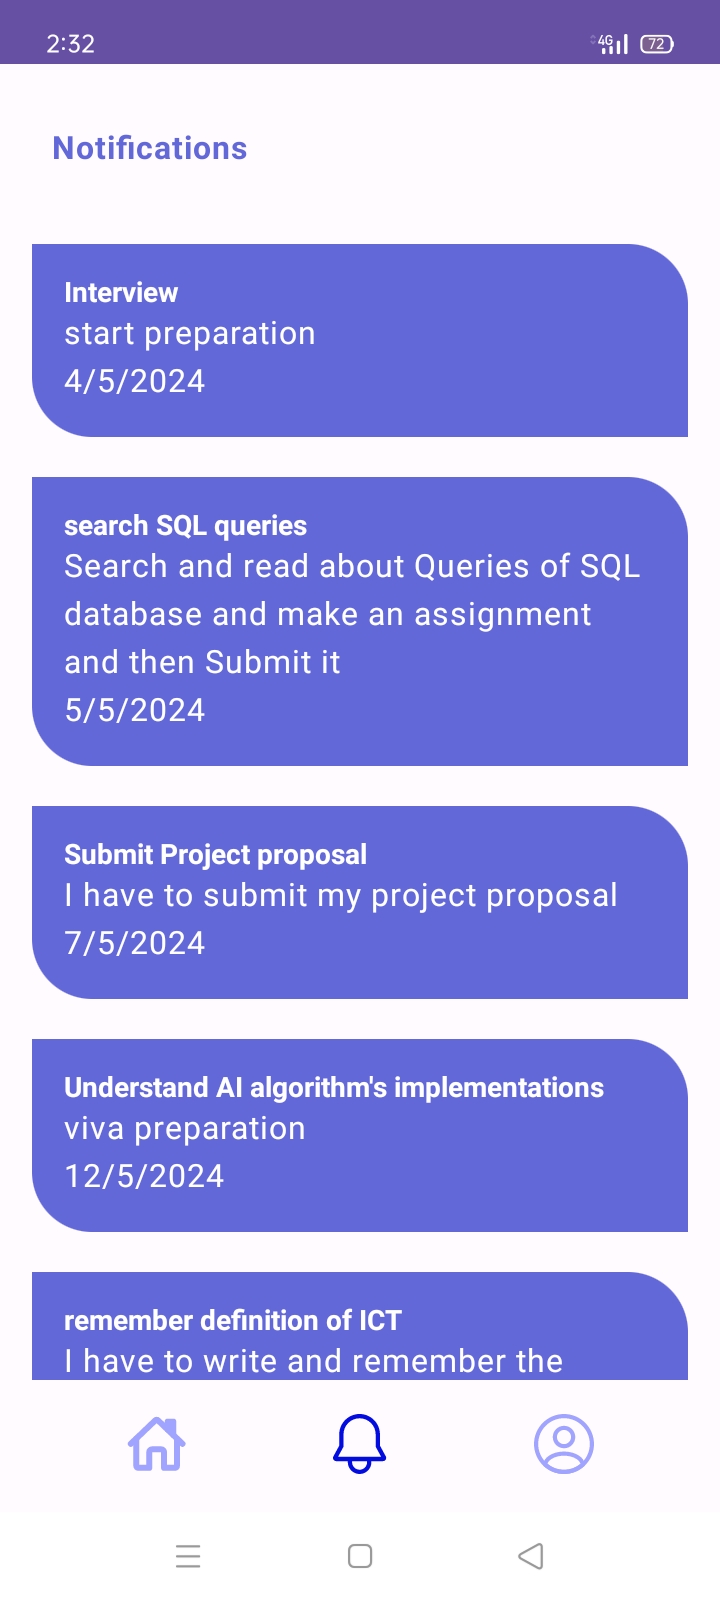 2:32
4G
72
Notifications
Interview
start preparation
4/5/2024
search SQL queries
Search and read about Queries of SQL
database and make an assignment
and then Submit it
5/5/2024
Submit Project proposal
I have to submit my project proposal
7/5/2024
Understand AI algorithm's implementations
viva preparation
12/5/2024
remember definition of ICT
I have to write and remember the